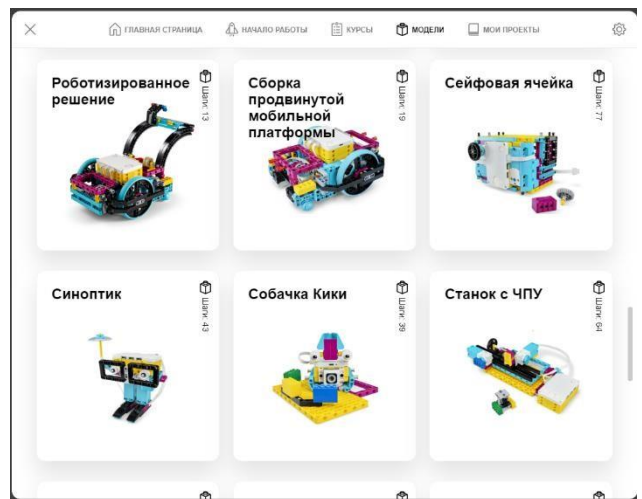 ГЛАВНАЯ СТРАНИЦА
НАЧАЛО РАБОТЫ
КУРСЫ
МОДЕЛИ
МОИ ПРОЕКТЫ
Роботизированное
решение
Шаги: 13
Сборка
продвинутой
мобильной
платформы
Шаги: 19
Сейфовая ячейка
Шаги: 77
Синоптик
Шаги: 43
Собачка Кики
Шаги: 39
Станок с ЧПУ
Шаги: 64